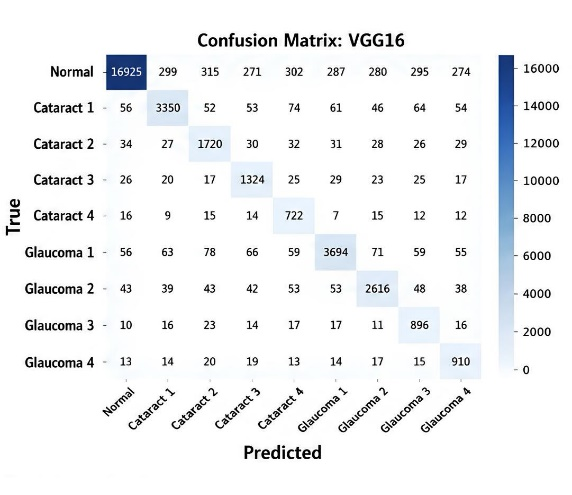 Confusion Matrix: VGG16
Normal 16925 299 315 271 302 287 280 295 274
Cataract 1 56 3350 52 53 74 61 46 64 54
Cataract 2 34 27 1720 30 32 31 28 26 29
Cataract 3 26 20 17 1324 25 29 23 25 17
Cataract 4 16 9 15 14 722 7 15 12 12
Glaucoma 1 56 63 78 66 59 3694 71 59 55
Glaucoma 2 43 39 43 42 53 53 2616 48 38
Glaucoma 3 10 16 23 14 17 17 11 896 16
Glaucoma 4 13 14 20 19 13 14 17 15 910
Normal Cataract 1 Cataract 2 Cataract 3 Cataract 4 Glaucoma 1 Glaucoma 2 Glaucoma 3 Glaucoma 4
Predicted
True
16000
14000
12000
10000
8000
6000
4000
2000
0